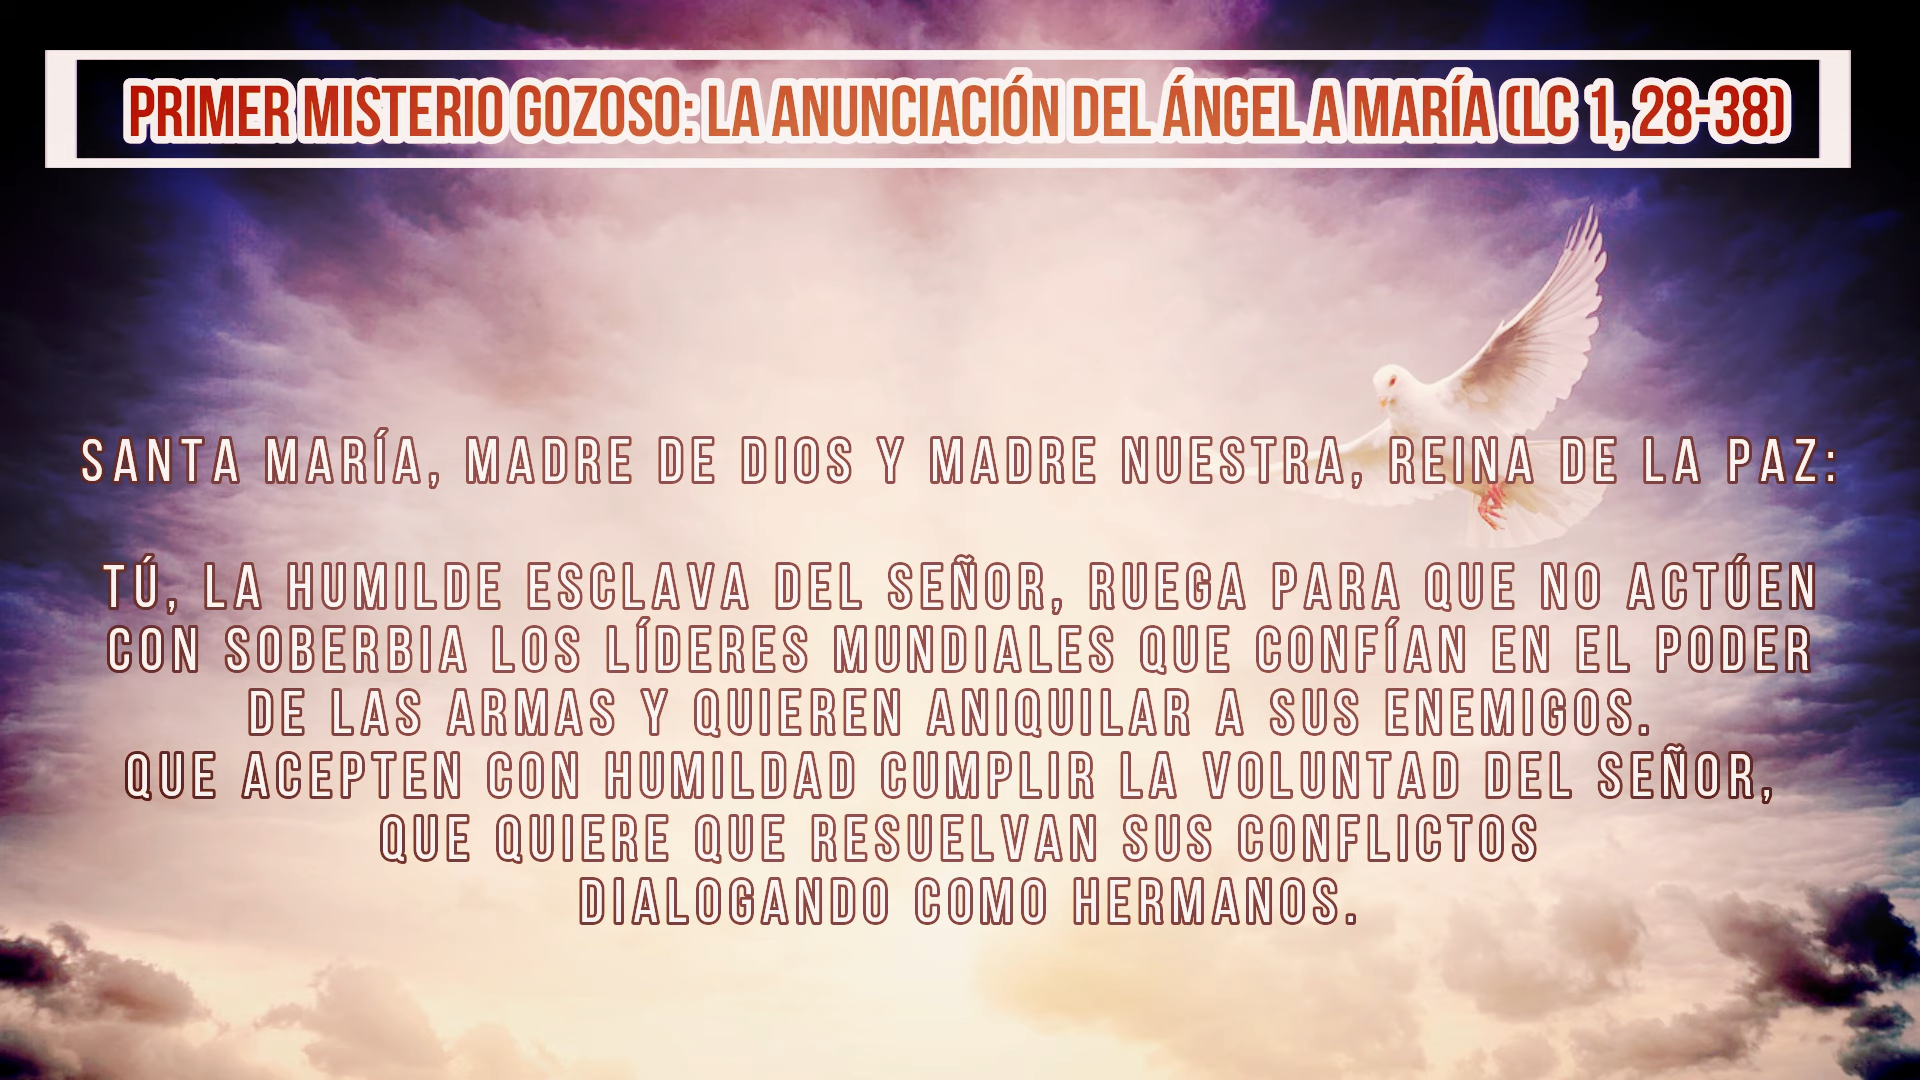 PRIMER MISTERIO GOZOSO: LA ANUNCIACIÓN DEL ÁNGEL A MARÍA (LC 1, 28-38)
SANTA MARÍA, MADRE DE DIOS Y MADRE NUESTRA, REINA DE LA PAZ:
TÚ, LA HUMILDE ESCLAVA DEL SEÑOR, RUEGA PARA QUE NO ACTÚEN
CON SOBERBIA LOS LÍDERES MUNDIALES QUE CONFÍAN EN EL PODER
DE LAS ARMAS Y QUIEREN ANIQUILAR A SUS ENEMIGOS.
QUE ACEPTEN CON HUMILDAD CUMPLIR LA VOLUNTAD DEL SEÑOR,
QUE QUIERE QUE RESUELVAN SUS CONFLICTOS
DIALOGANDO COMO HERMANOS.